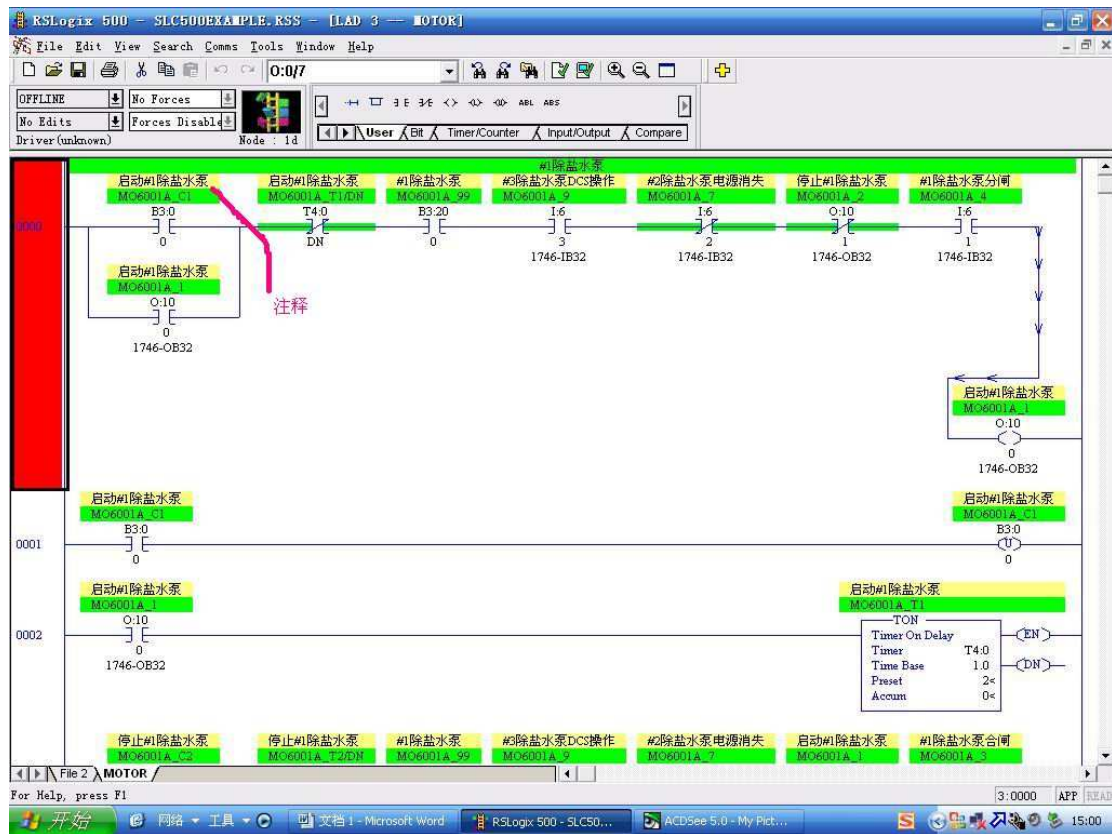 RSLogix 500 - SLC500EXAMPLE.RSS - [LAD 3 -- MOTOR]
File Edit View Search Comms Tools Window Help
O:0/7
OFFLINE No Forces
No Edits Forces Disable
Driver(unknown) Node : 1d
ABL ABS
User Bit Timer/Counter Input/Output Compare
#1除盐水泵
启动#1除盐水泵 启动#1除盐水泵 #1除盐水泵 #3除盐水泵DCS操作 #2除盐水泵电源消失 停止#1除盐水泵 #1除盐水泵分闸
MO6001A_C1 MO6001A_T1/DN MO6001A_99 MO6001A_9 MO6001A_7 MO6001A_2 MO6001A_4
B3:0 T4:0 B3:20 I:6 I:6 O:10 I:6
0000
0 DN 0 3 2 1 1
1746-IB32 1746-IB32 1746-OB32 1746-IB32
启动#1除盐水泵
MO6001A_1
O:10
0
1746-OB32
注释
启动#1除盐水泵
MO6001A_1
O:10
0
1746-OB32
启动#1除盐水泵 启动#1除盐水泵
MO6001A_C1 MO6001A_C1
B3:0 B3:0
0001 U
0 0
启动#1除盐水泵 启动#1除盐水泵
MO6001A_1 MO6001A_T1
O:10 TON
0002 Timer On Delay EN
0 Timer T4:0
1746-OB32 Time Base 1.0 DN
Preset 2<
Accum 0<
停止#1除盐水泵 停止#1除盐水泵 #1除盐水泵 #3除盐水泵DCS操作 #2除盐水泵电源消失 启动#1除盐水泵 #1除盐水泵合闸
MO6001A_C2 MO6001A_T2/DN MO6001A_99 MO6001A_9 MO6001A_7 MO6001A_1 MO6001A_3
File 2 MOTOR
For Help, press F1 3:0000 APP READ
开始 网络 工具 O 文档 1 - Microsoft Word RSLogix 500 - SLC50... ACDSee 5.0 - My Pict... S 15:00